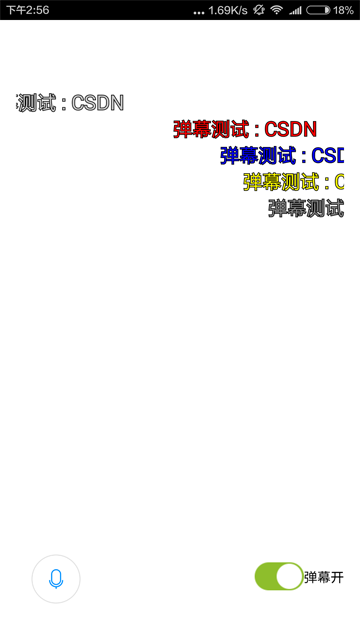 下午2:56 ... 1.69K/s 18%
测试 : CSDN
弹幕测试 : CSDN
弹幕测试 : CSD
弹幕测试 : C
弹幕测试
弹幕开